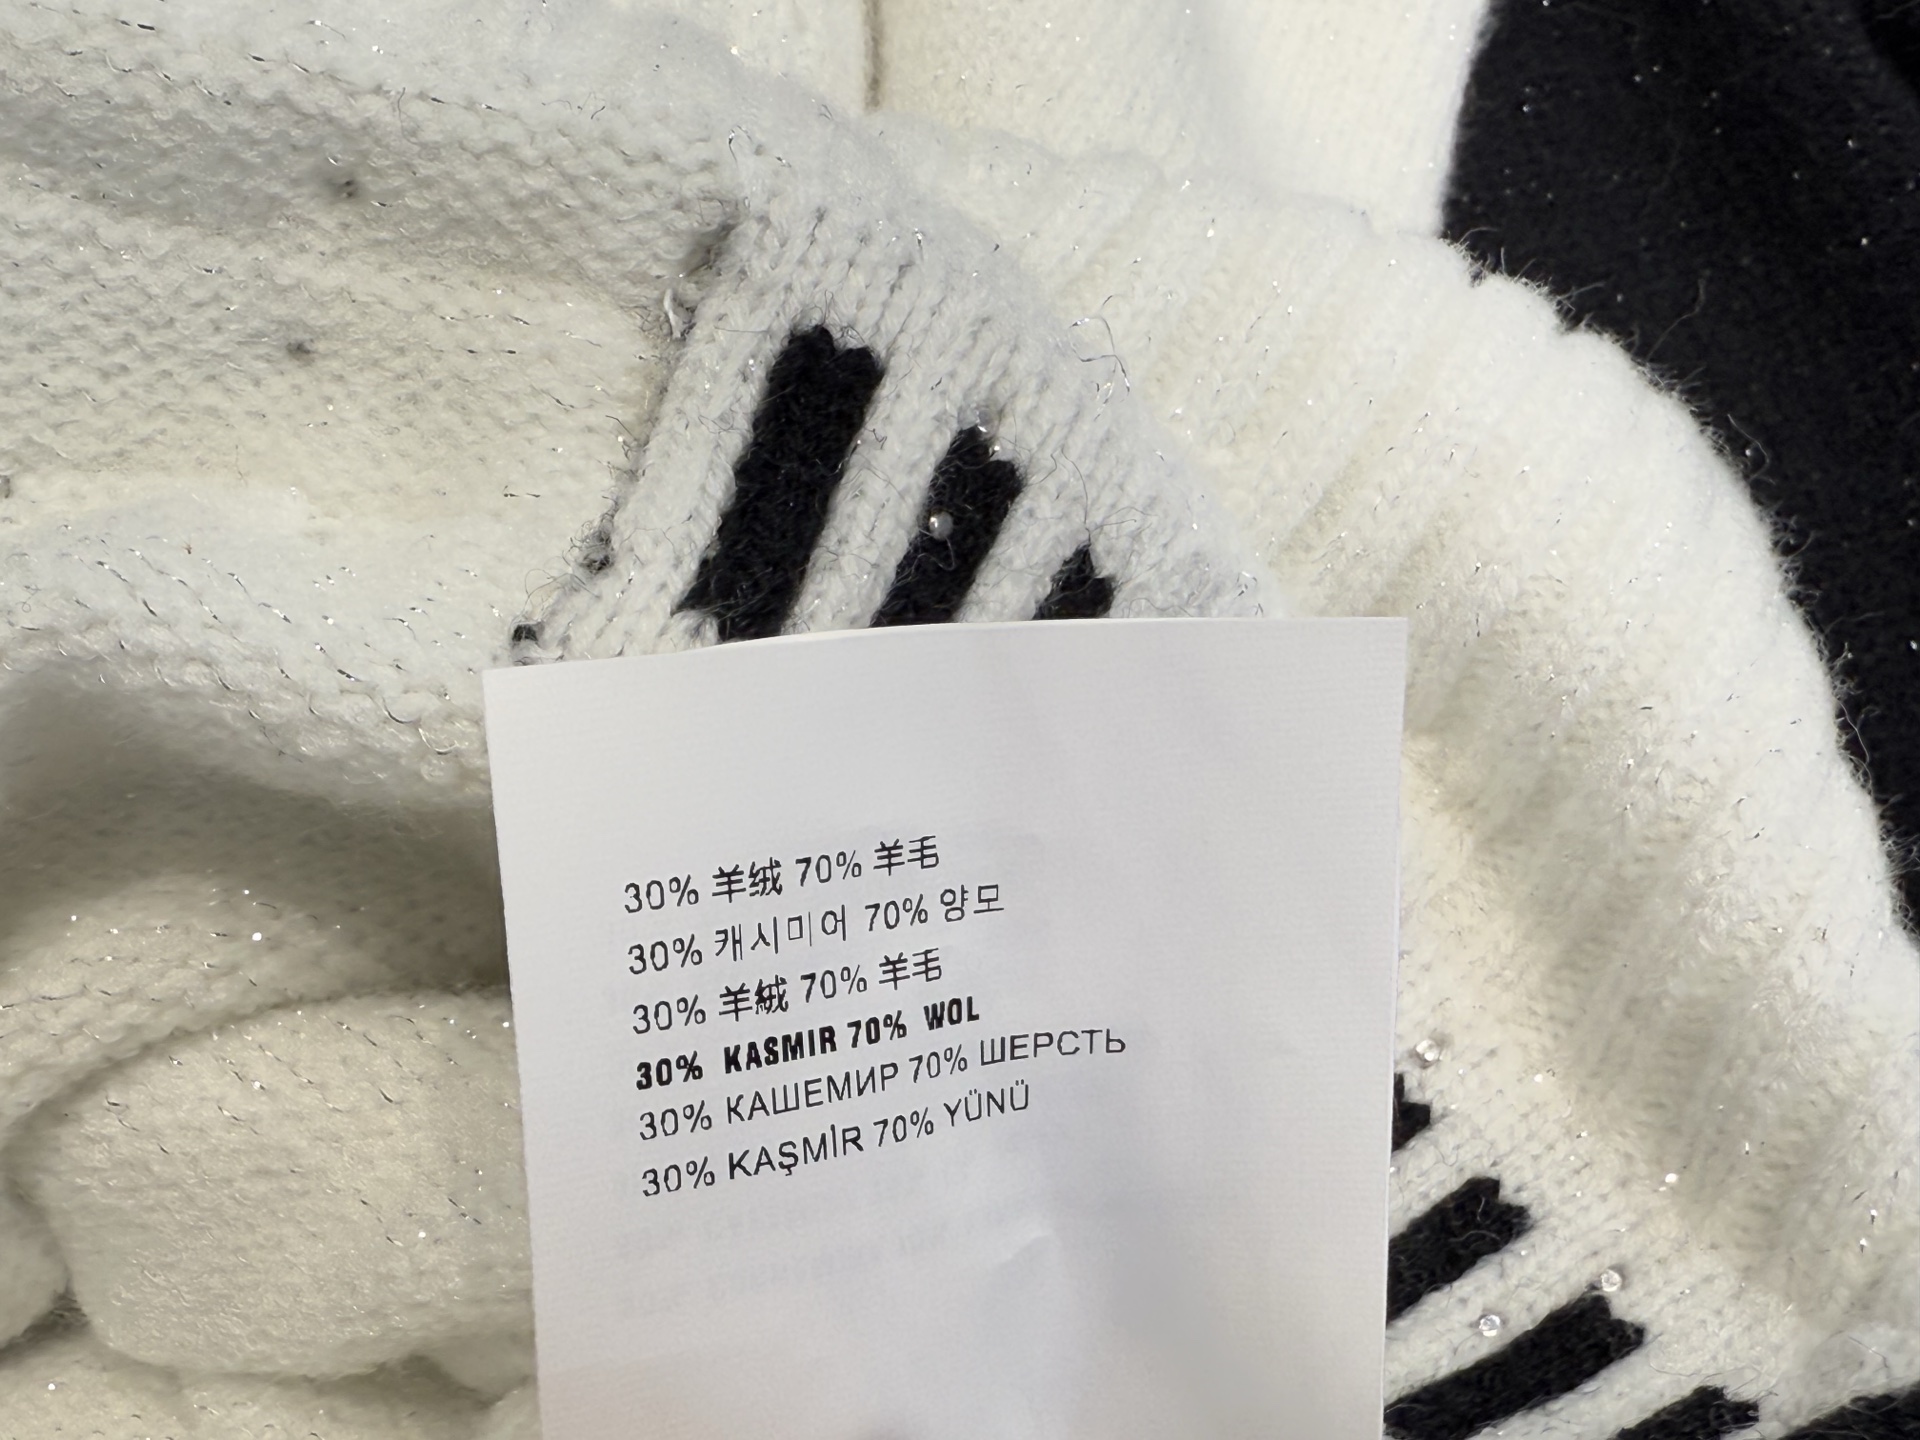 30% 羊绒 70% 羊毛
30% 캐시미어 70% 양모
30% 羊絨 70% 羊毛
30% KASMIR 70% WOL
30% КАШЕМИР 70% ШЕРСТЬ
30% KAŞMİR 70% YÜNÜ